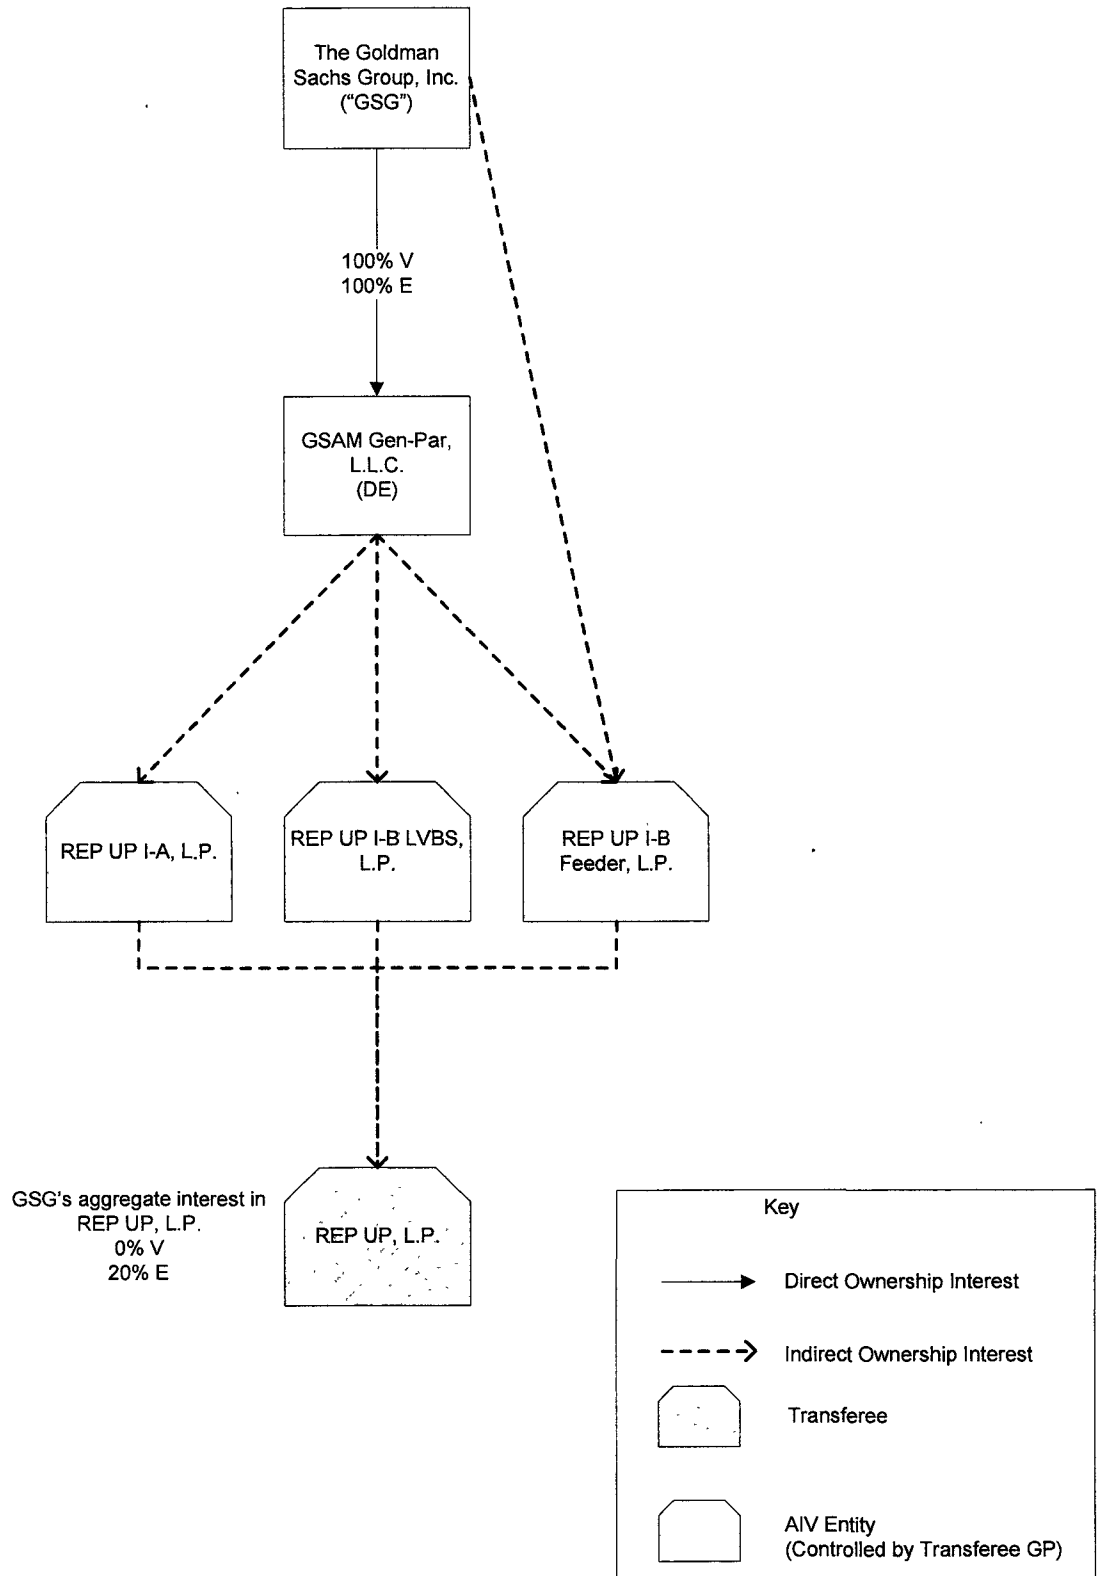 The Goldman
Sachs Group, Inc.
("GSG")
100% V
100% E
GSAM Gen-Par,
L.L.C.
(DE)
REP UP I-A, L.P.
REP UP I-B LVBS,
L.P.
REP UP I-B
Feeder, L.P.
GSG's aggregate interest in
REP UP, L.P.
0% V
20% E
REP UP, L.P.
Key
Direct Ownership Interest
Indirect Ownership Interest
Transferee
AIV Entity
(Controlled by Transferee GP)